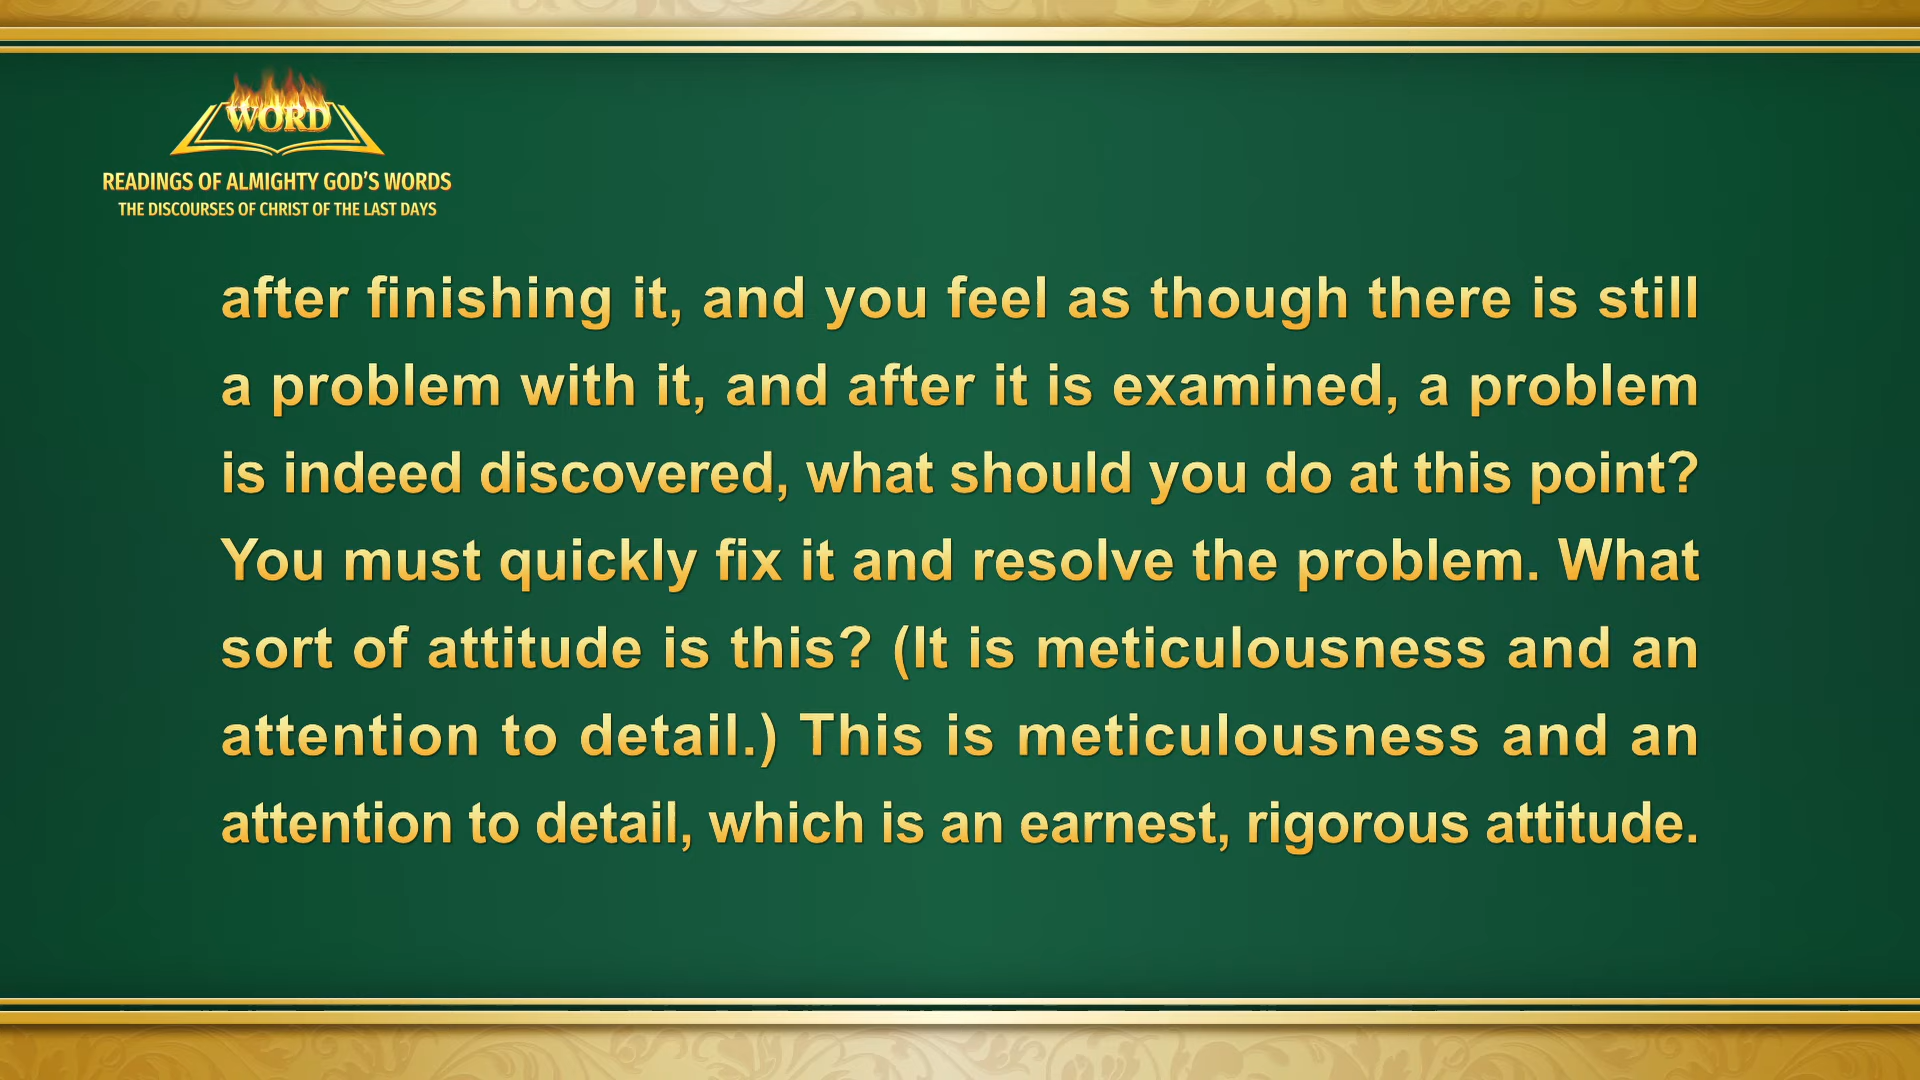 WORD
READINGS OF ALMIGHTY GOD'S WORDS
THE DISCOURSES OF CHRIST OF THE LAST DAYS
after finishing it, and you feel as though there is still
a problem with it, and after it is examined, a problem
is indeed discovered, what should you do at this point?
You must quickly fix it and resolve the problem. What
sort of attitude is this? (It is meticulousness and an
attention to detail.) This is meticulousness and an
attention to detail, which is an earnest, rigorous attitude.